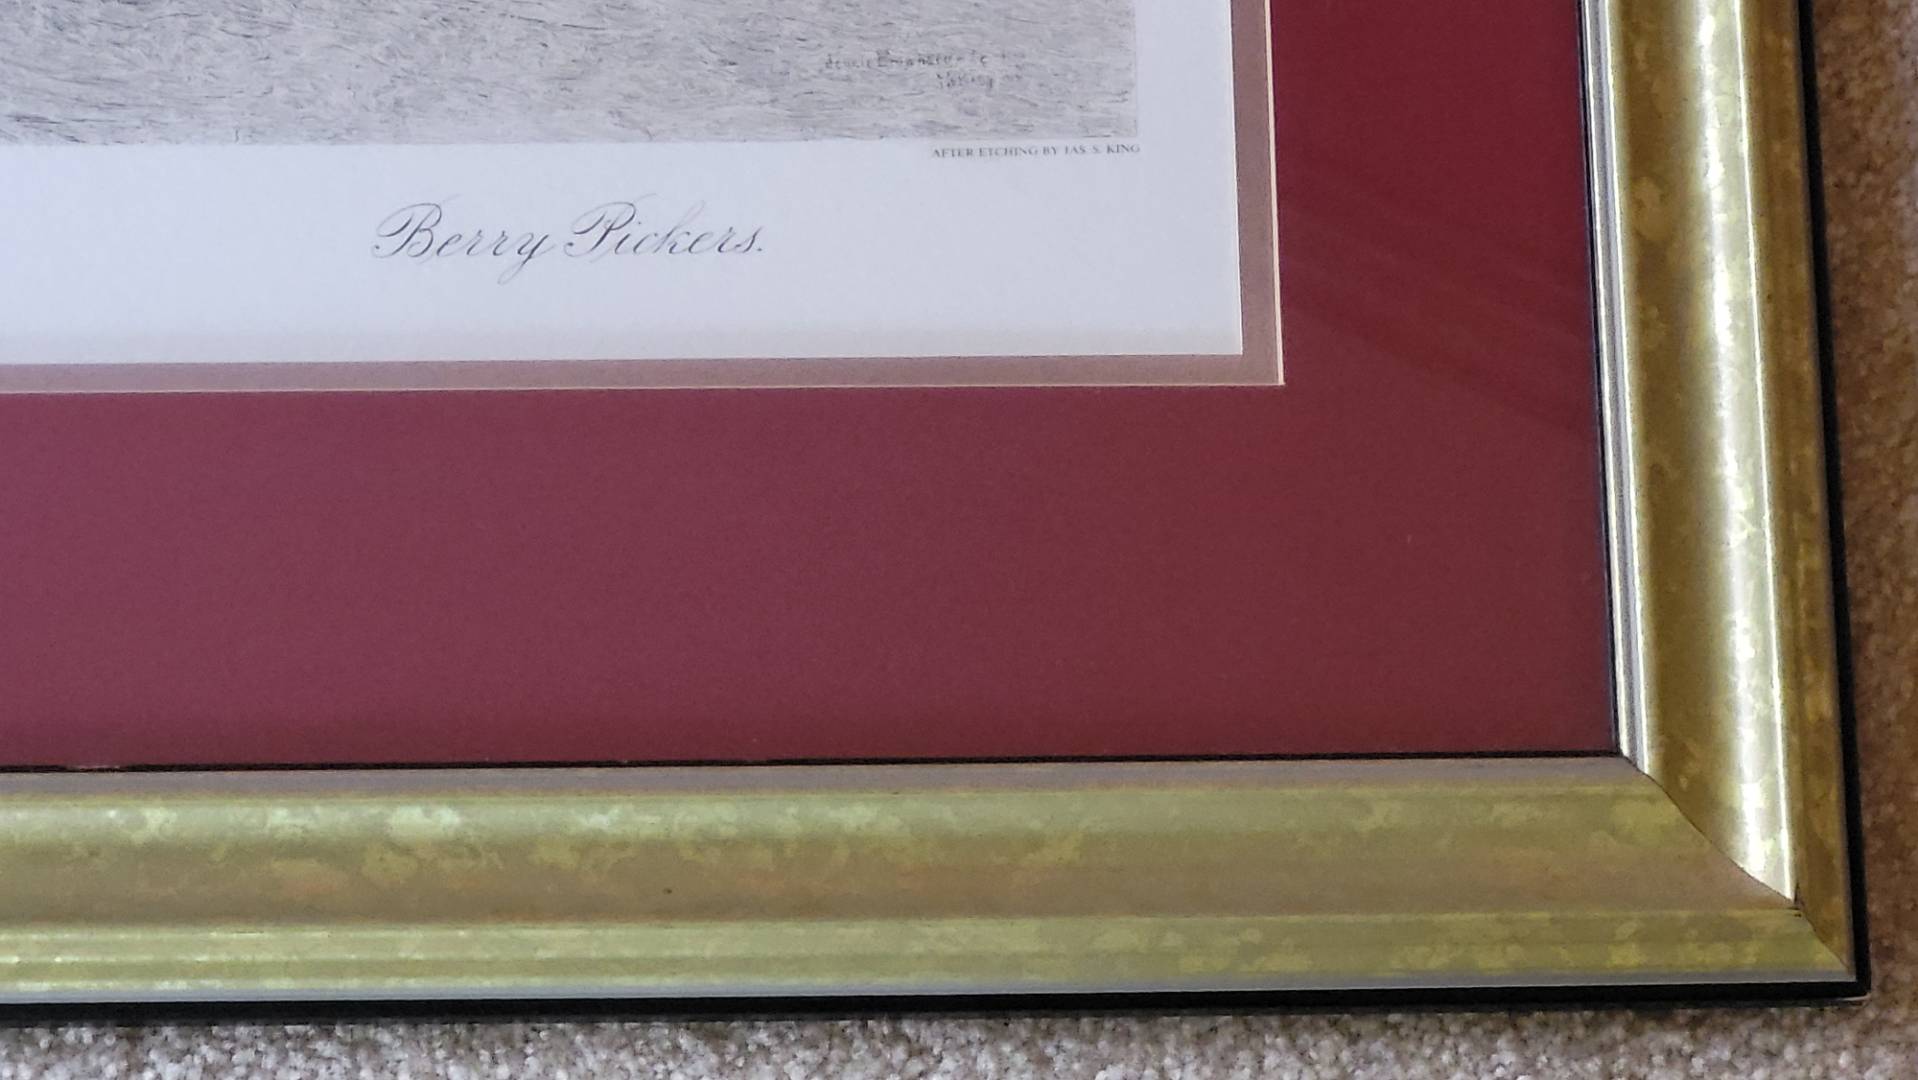 AFTER ETCHING BY JAS. S. KING
Berry Pickers.